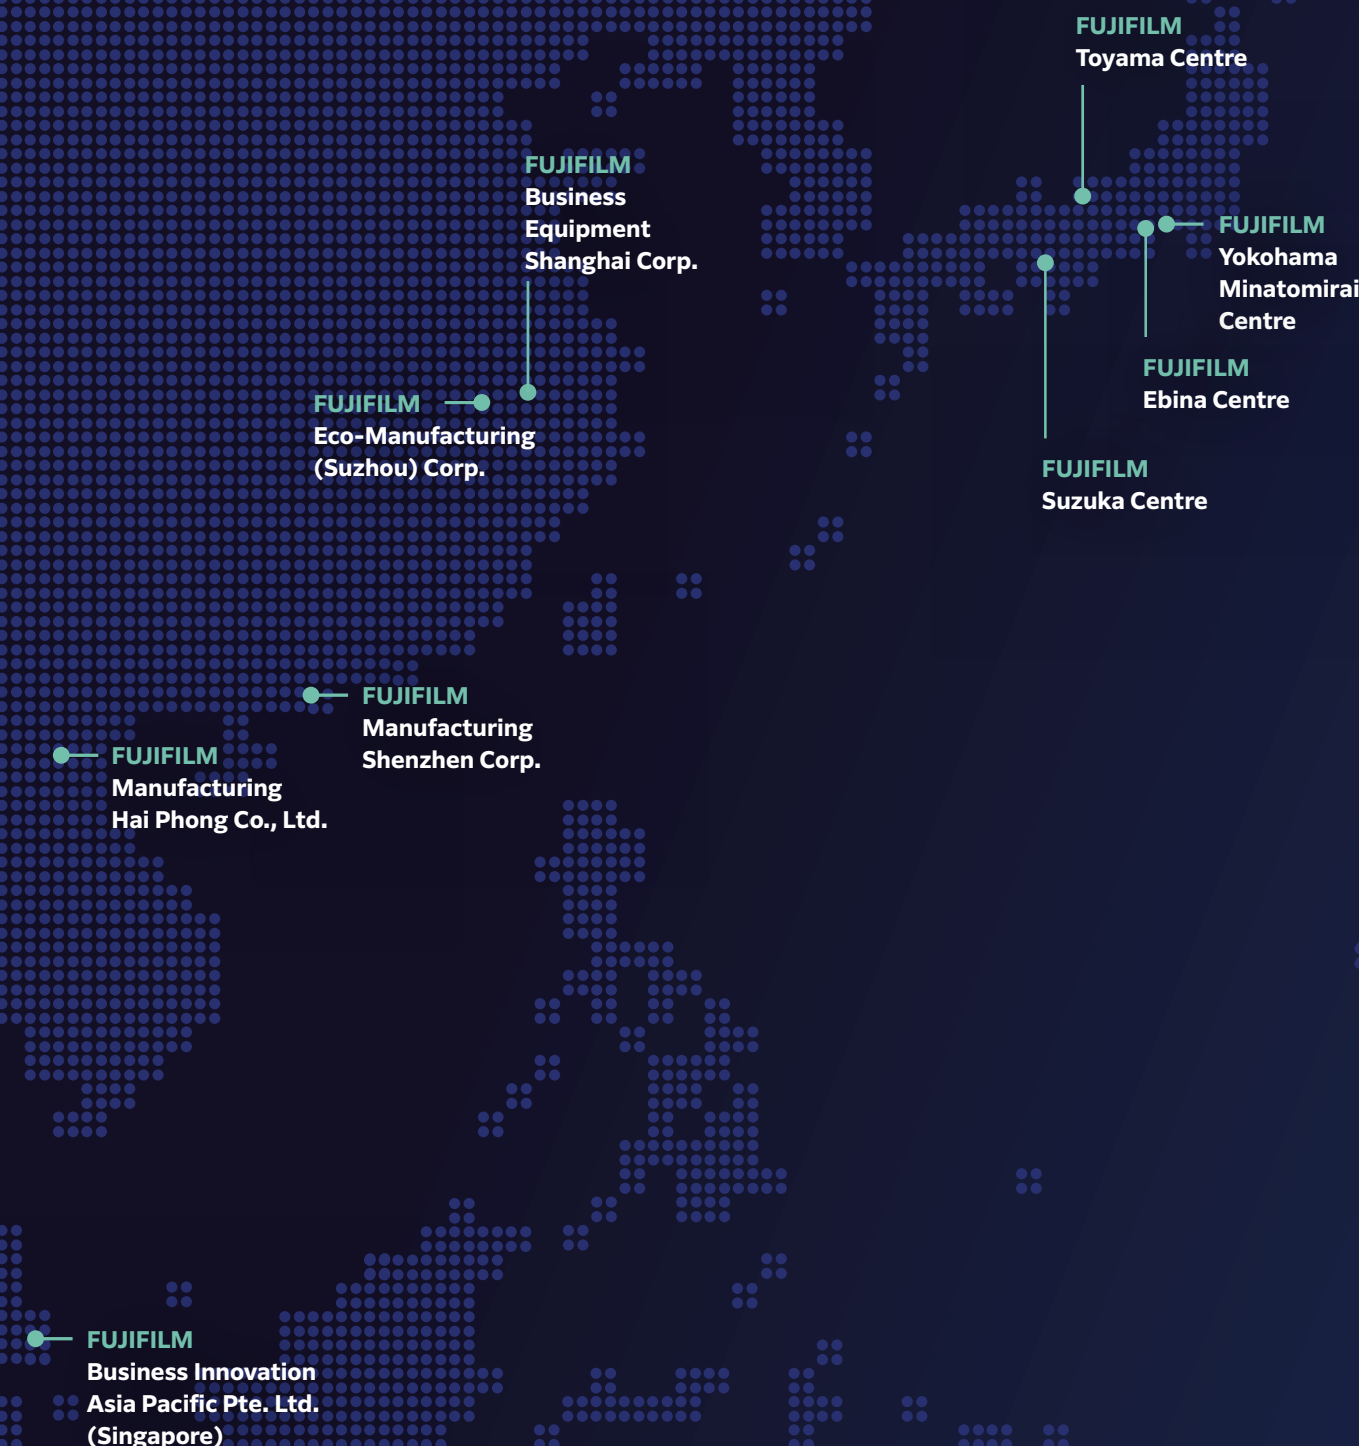 FUJIFILM
Toyama Centre
FUJIFILM
Business
Equipment
Shanghai Corp.
FUJIFILM
Yokohama
Minatomirai
Centre
FUJIFILM
Ebina Centre
FUJIFILM
Eco-Manufacturing
(Suzhou) Corp.
FUJIFILM
Suzuka Centre
FUJIFILM
Manufacturing
Shenzhen Corp.
FUJIFILM
Manufacturing
Hai Phong Co., Ltd.
FUJIFILM
Business Innovation
Asia Pacific Pte. Ltd.
(Singapore)